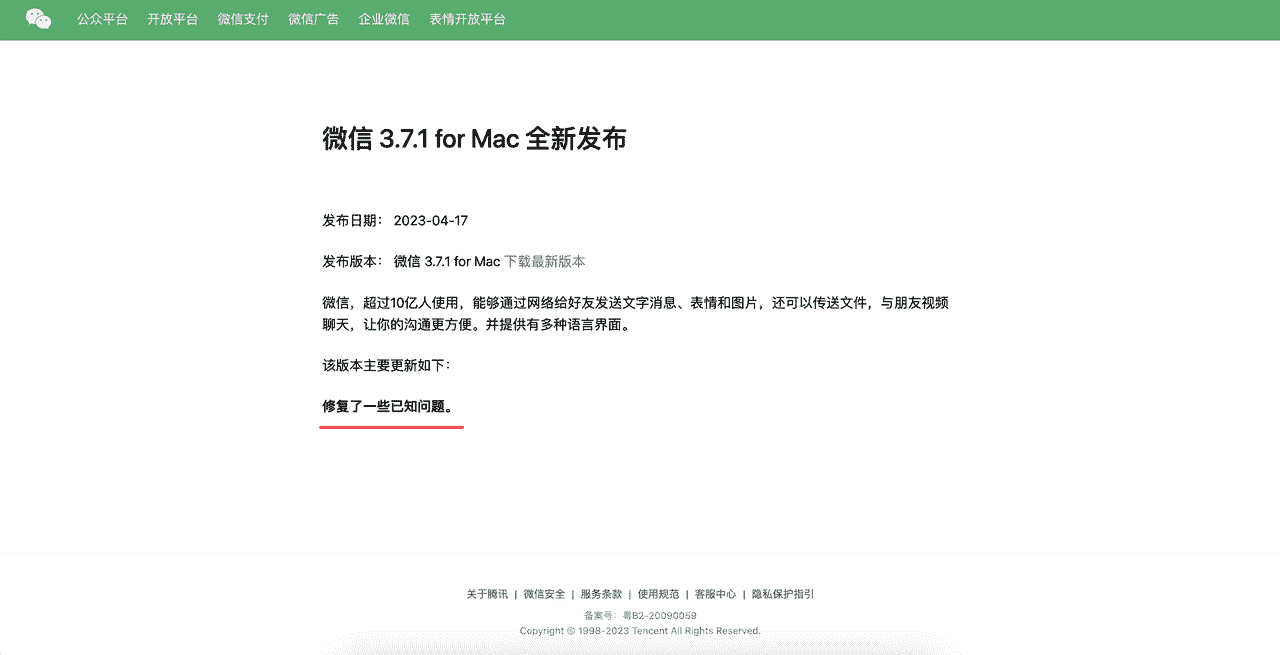 公众平台 开放平台 微信支付 微信广告 企业微信 表情开放平台
微信 3.7.1 for Mac 全新发布
发布日期： 2023-04-17
发布版本： 微信 3.7.1 for Mac 下载最新版本
微信，超过10亿人使用，能够通过网络给好友发送文字消息、表情和图片，还可以传送文件，与朋友视频
聊天，让你的沟通更方便。并提供有多种语言界面。
该版本主要更新如下：
修复了一些已知问题。
关于腾讯 | 微信安全 | 服务条款 | 使用规范 | 客服中心 | 隐私保护指引
备案号：粤B2-20090059
Copyright © 1998-2023 Tencent All Rights Reserved.